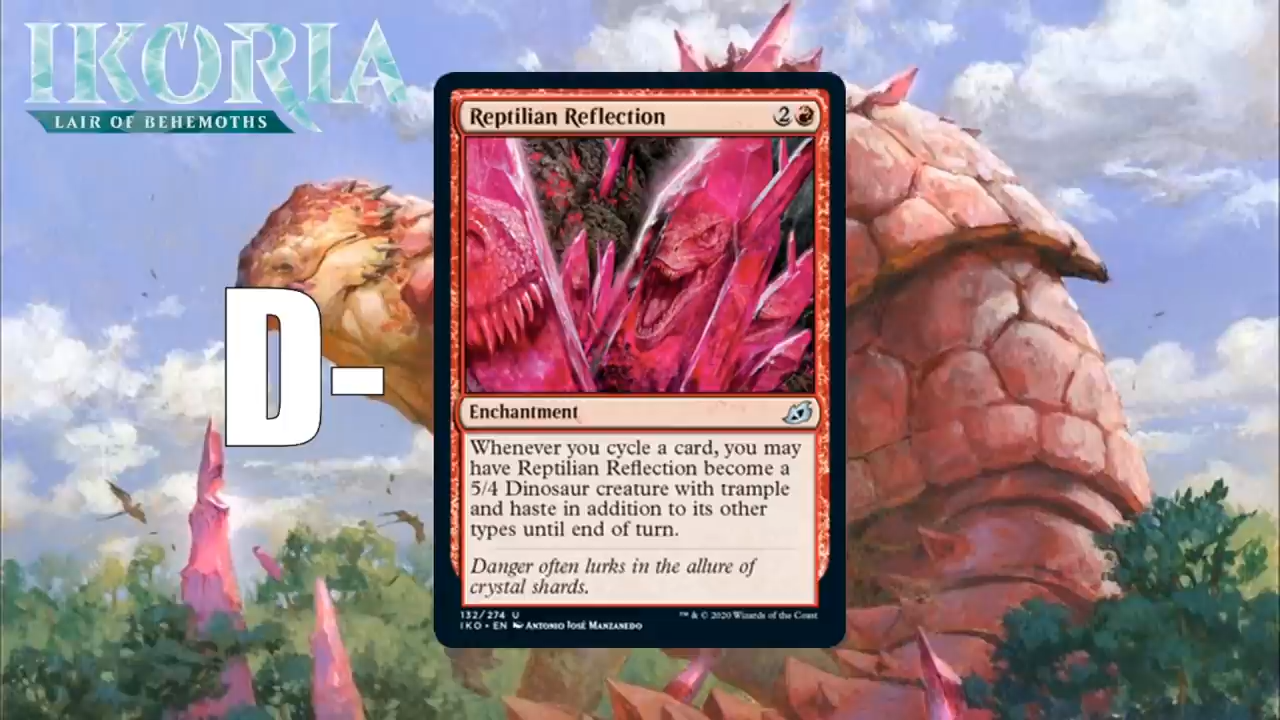 IKORIA
LAIR OF BEHEMOTHS
Reptilian Reflection 2
D-
Enchantment
Whenever you cycle a card, you may
have Reptilian Reflection become a
5/4 Dinosaur creature with trample
and haste in addition to its other
types until end of turn.
Danger often lurks in the allure of
crystal shards.
132/274 U
IKO • EN Antonio José Manzanedo
™ & © 2020 Wizards of the Coast